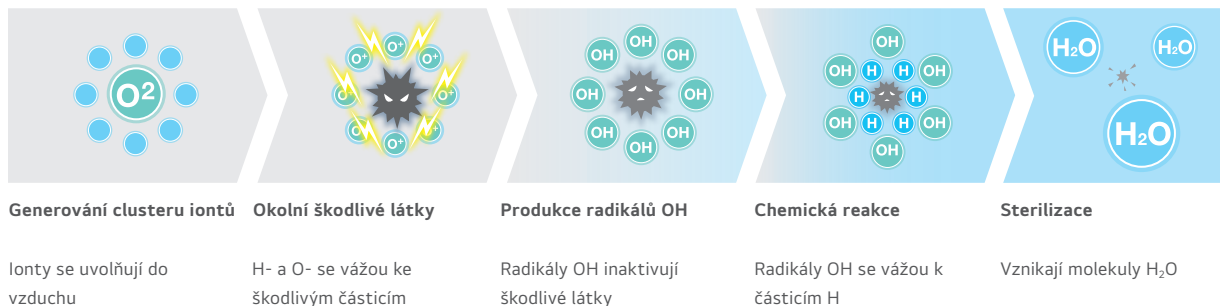 O²
O⁺ O⁺ O⁺ O⁺ O⁺ O⁺ O⁺ O⁺
OH OH OH OH OH OH OH OH
OH OH OH OH OH OH
H H H H H H
H₂O H₂O H₂O
Generování clusteru iontů
Ionty se uvolňují do
vzduchu
Okolní škodlivé látky
H- a O- se vážou ke
škodlivým částicím
Produkce radikálů OH
Radikály OH inaktivují
škodlivé látky
Chemická reakce
Radikály OH se vážou k
částicím H
Sterilizace
Vznikají molekuly H₂O